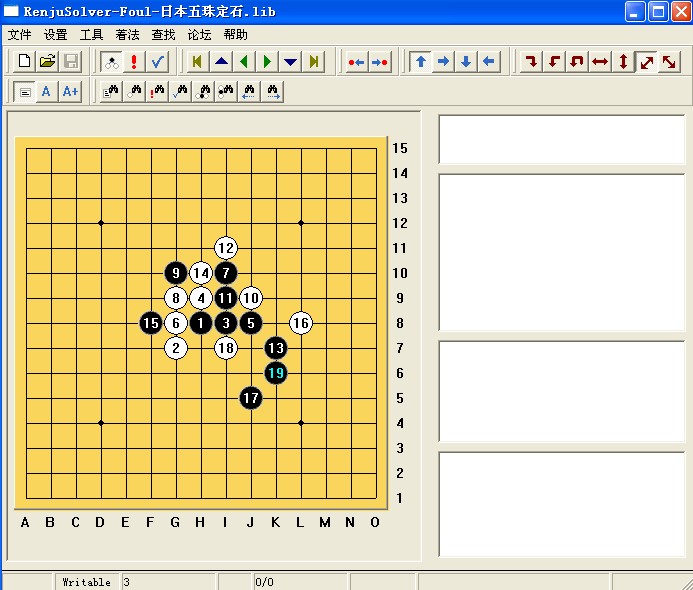 RenjuSolver-Foul-日本五珠定石.lib
文件 设置 工具 着法 查找 论坛 帮助
A A+
15
14
13
12
12 11
9 14 7 10
8 4 11 10 9
15 6 1 3 5 16 8
2 18 13 7
19 6
17 5
4
3
2
1
A B C D E F G H I J K L M N O
Writable 3 0/0